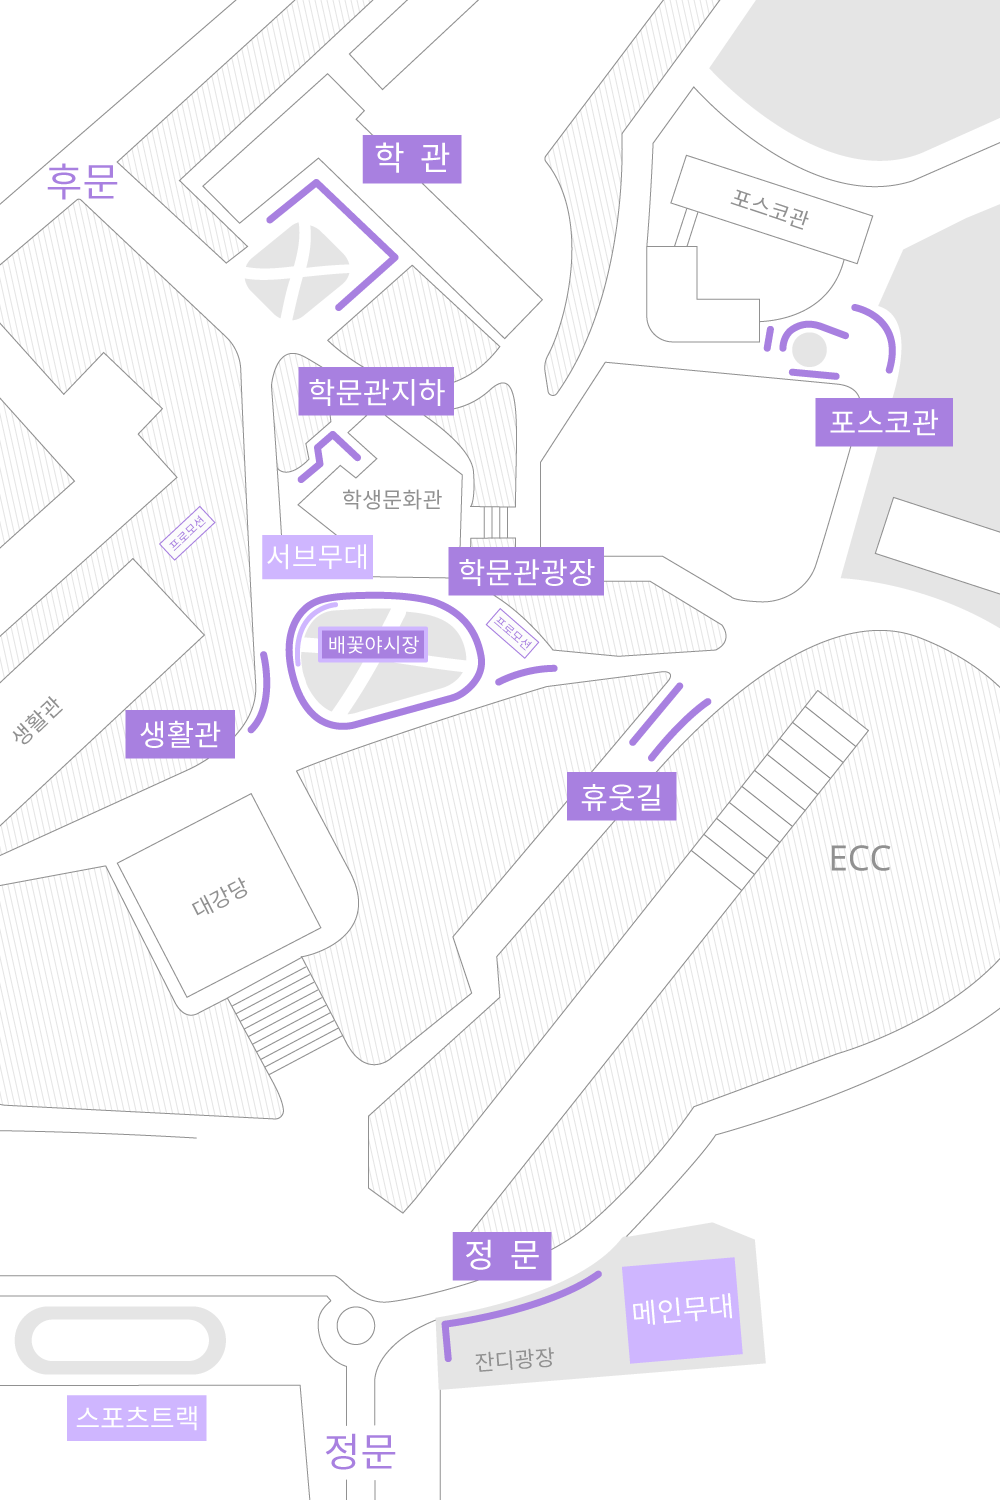 학 관
후문
포스코관
학문관지하
포스코관
학생문화관
프로모션
서브무대
학문관광장
프로모션
배꽃야시장
생활관
생활관
휴웃길
ECC
대강당
정 문
메인무대
잔디광장
스포츠트랙
정문